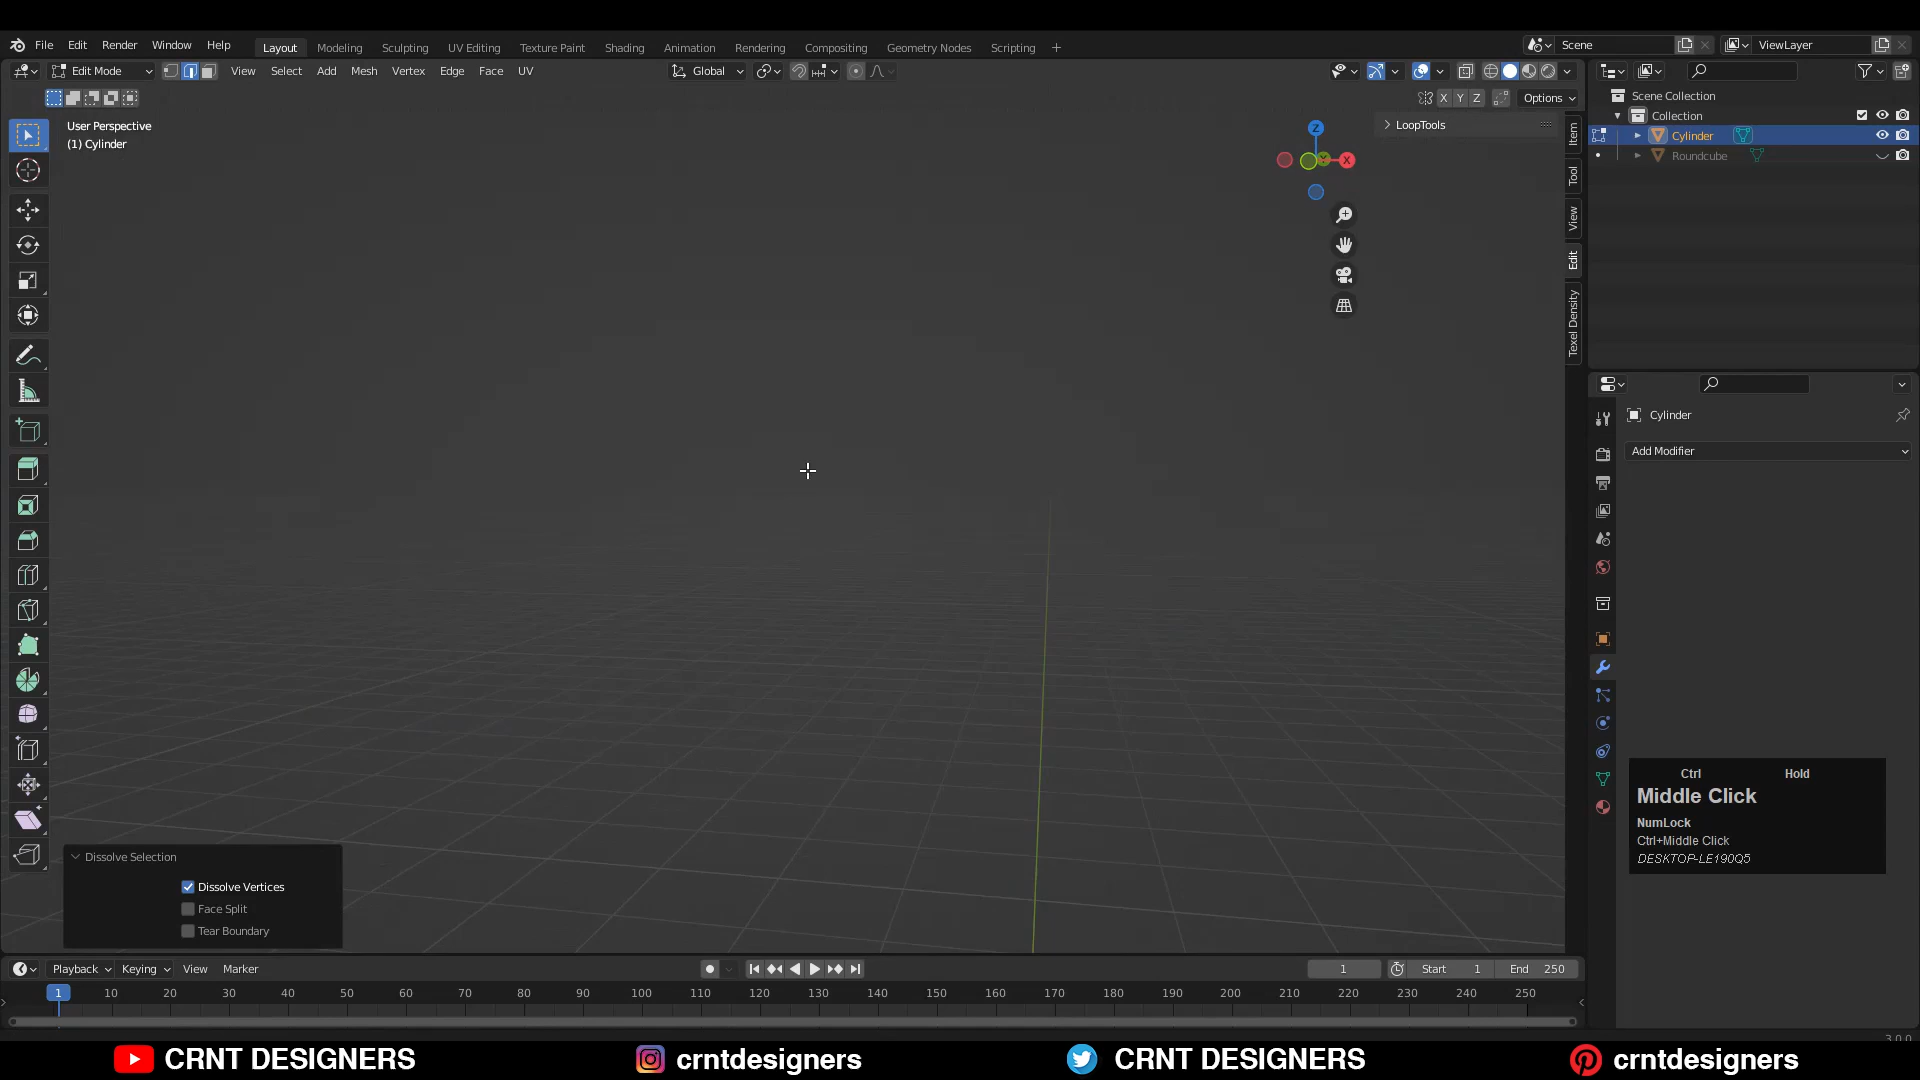 File Edit Render Window Help Layout Modeling Sculpting UV Editing Texture Paint Shading Animation Rendering Compositing Geometry Nodes Scripting + Scene ViewLayer
Edit Mode View Select Add Mesh Vertex Edge Face UV Global
X Y Z Options
User Perspective
(1) Cylinder
LoopTools
Z
X
Item
Tool
View
Edit
Texel Density
Scene Collection
Collection
Cylinder
Roundcube
Cylinder
Add Modifier
Ctrl Hold
Middle Click
NumLock
Ctrl+Middle Click
DESKTOP-LE190Q5
Dissolve Selection
Dissolve Vertices
Face Split
Tear Boundary
Playback Keying View Marker 1 Start 1 End 250
1 10 20 30 40 50 60 70 80 90 100 110 120 130 140 150 160 170 180 190 200 210 220 230 240 250
3.0.0
CRNT DESIGNERS crntdesigners CRNT DESIGNERS crntdesigners